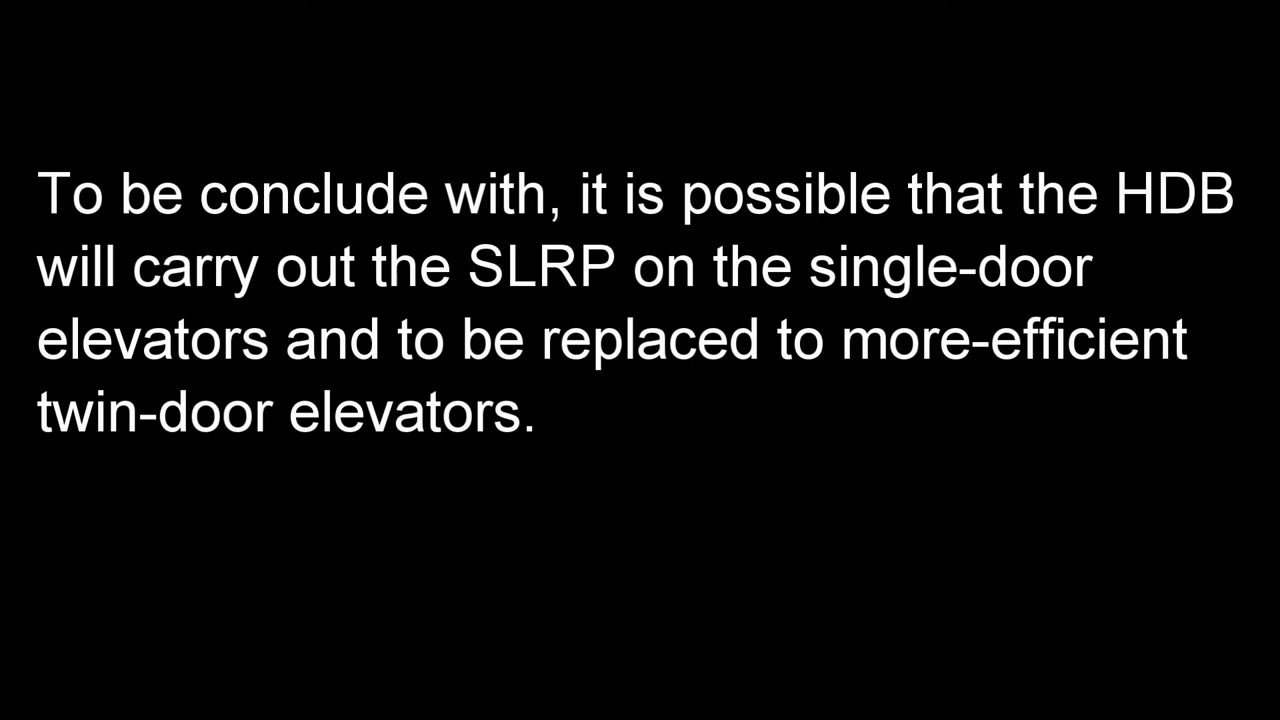 To be conclude with, it is possible that the HDB
will carry out the SLRP on the single-door
elevators and to be replaced to more-efficient
twin-door elevators.